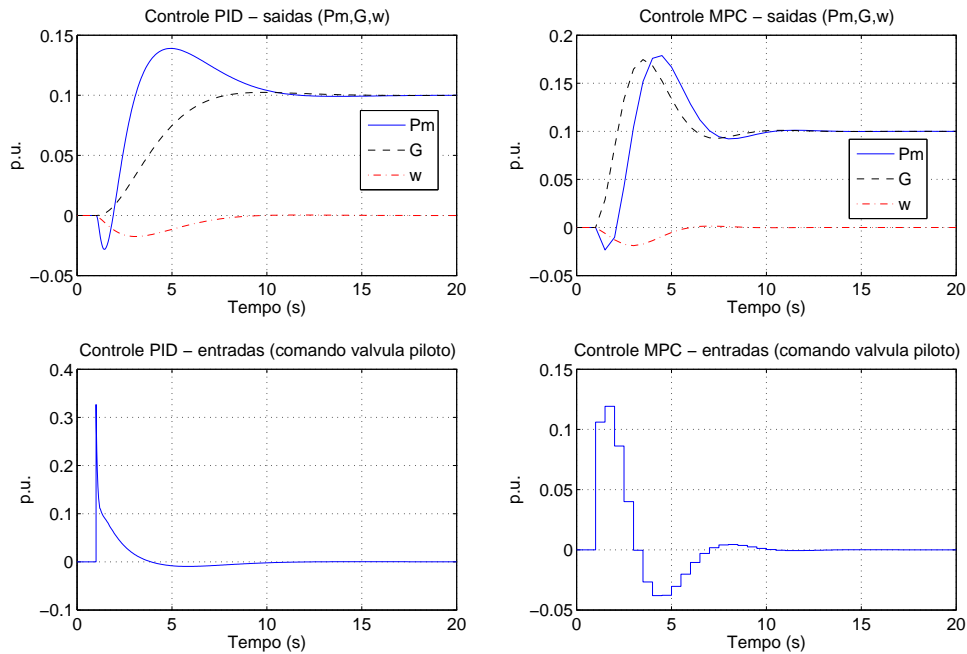 Controle PID − saidas (Pm,G,w)
0.15
0.1
0.05
0
−0.05
p.u.
0
5
10
15
20
Tempo (s)
Pm
G
w
Controle MPC − saidas (Pm,G,w)
0.2
0.15
0.1
0.05
0
−0.05
p.u.
0
5
10
15
20
Tempo (s)
Pm
G
w
Controle PID − entradas (comando valvula piloto)
0.4
0.3
0.2
0.1
0
−0.1
p.u.
0
5
10
15
20
Tempo (s)
Controle MPC − entradas (comando valvula piloto)
0.15
0.1
0.05
0
−0.05
p.u.
0
5
10
15
20
Tempo (s)